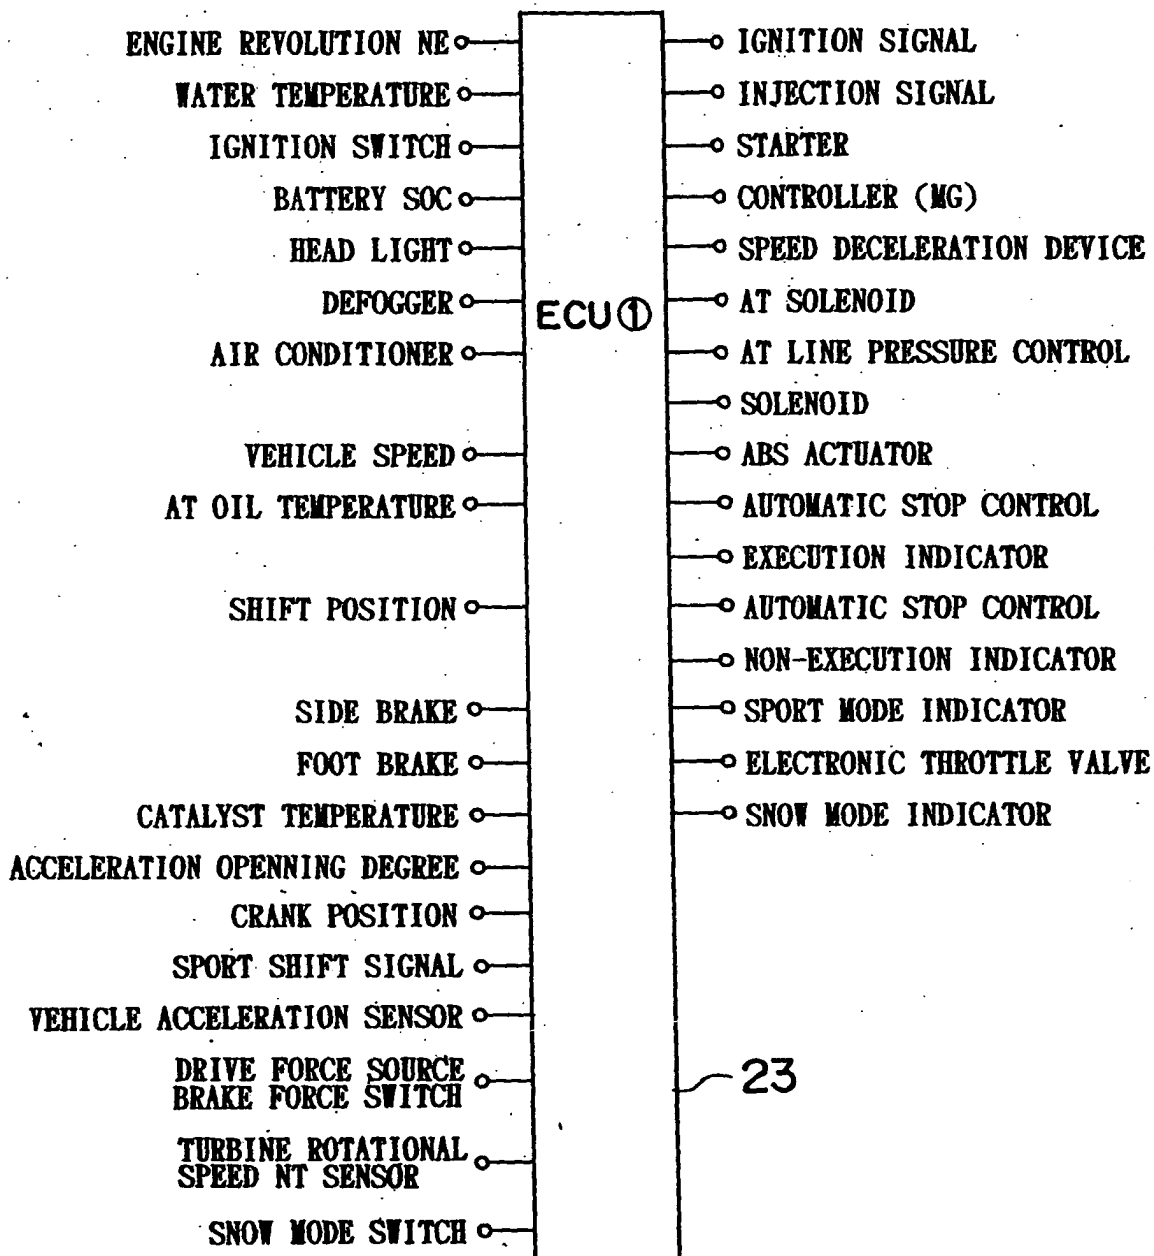 ENGINE REVOLUTION NE
WATER TEMPERATURE
IGNITION SWITCH
BATTERY SOC
HEAD LIGHT
DEFOGGER
AIR CONDITIONER
VEHICLE SPEED
AT OIL TEMPERATURE
SHIFT POSITION
SIDE BRAKE
FOOT BRAKE
CATALYST TEMPERATURE
ACCELERATION OPENNING DEGREE
CRANK POSITION
SPORT SHIFT SIGNAL
VEHICLE ACCELERATION SENSOR
DRIVE FORCE SOURCE
BRAKE FORCE SWITCH
TURBINE ROTATIONAL
SPEED NT SENSOR
SNOW MODE SWITCH
ECU①
IGNITION SIGNAL
INJECTION SIGNAL
STARTER
CONTROLLER (MG)
SPEED DECELERATION DEVICE
AT SOLENOID
AT LINE PRESSURE CONTROL
SOLENOID
ABS ACTUATOR
AUTOMATIC STOP CONTROL
EXECUTION INDICATOR
AUTOMATIC STOP CONTROL
NON-EXECUTION INDICATOR
SPORT MODE INDICATOR
ELECTRONIC THROTTLE VALVE
SNOW MODE INDICATOR
23